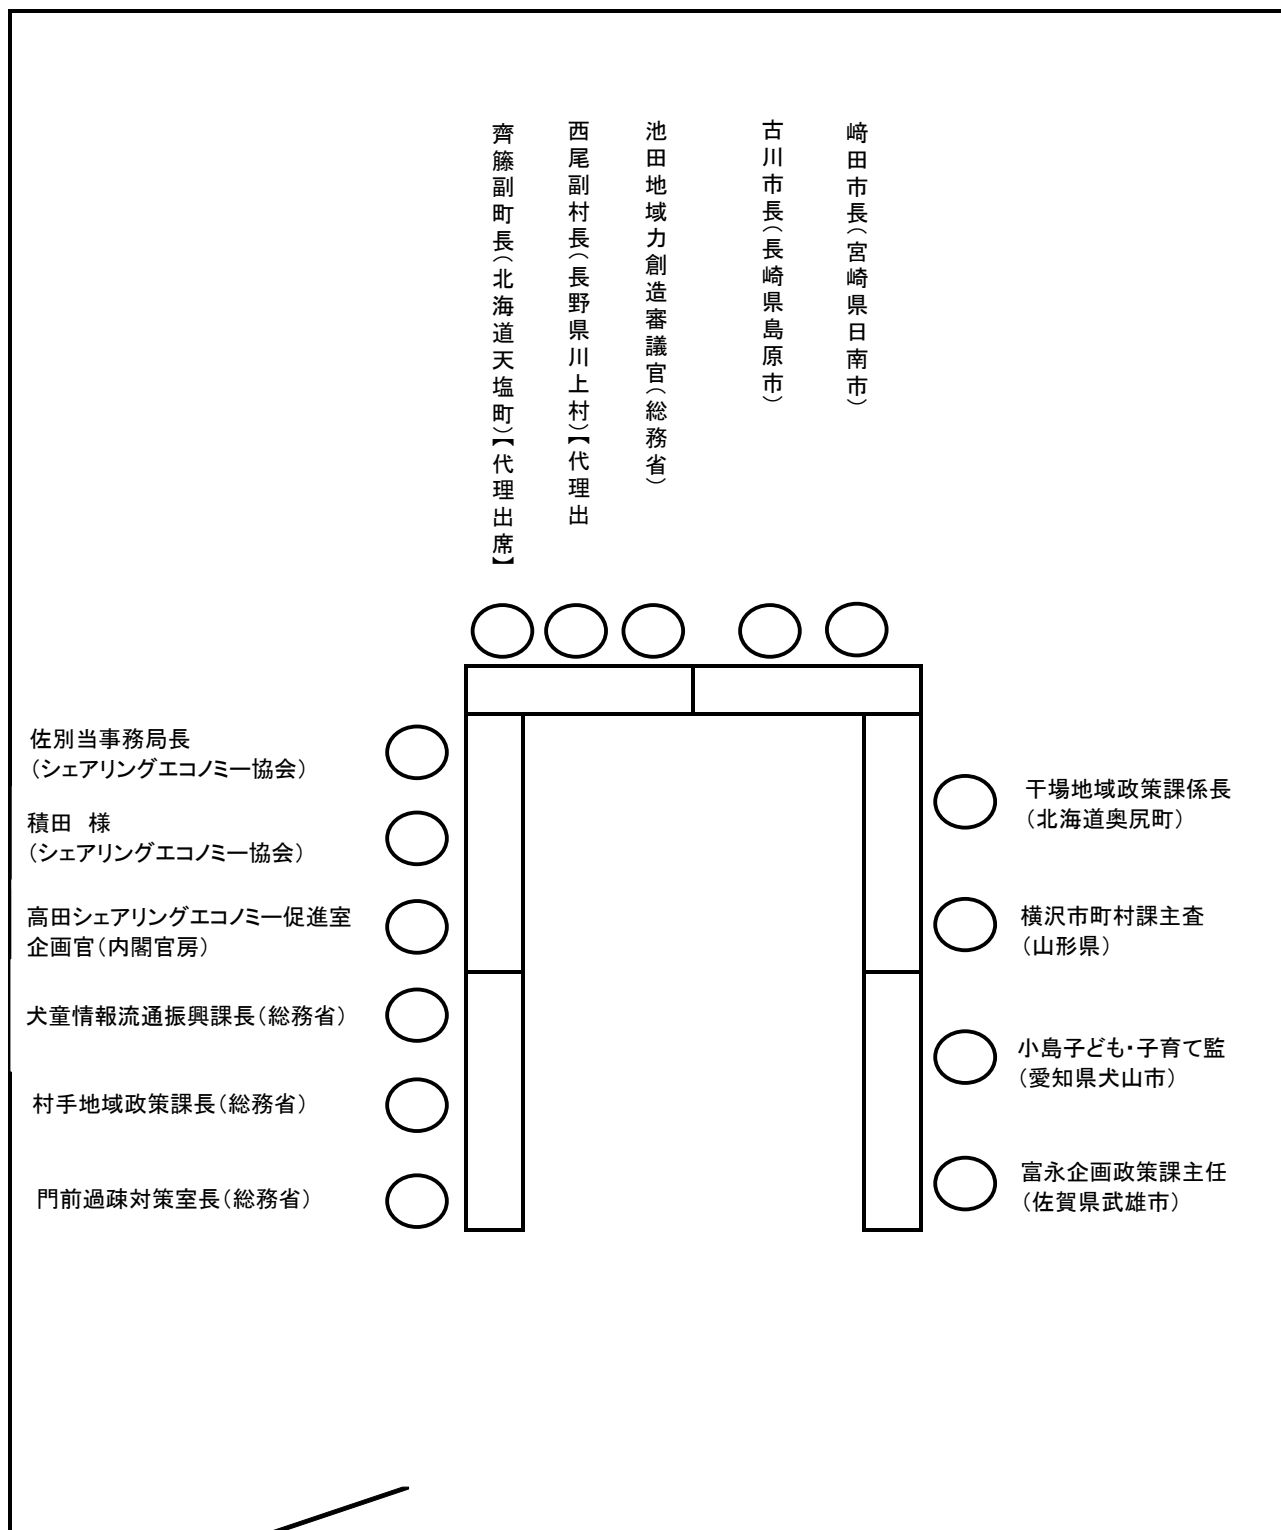 﨑田市長（宮崎県日南市）
古川市長（長崎県島原市）
池田地域力創造審議官（総務省）
西尾副村長（長野県川上村）【代理出
齊籐副町長（北海道天塩町）【代理出席】
佐別当事務局長
（シェアリングエコノミー協会）
積田　様
（シェアリングエコノミー協会）
高田シェアリングエコノミー促進室
企画官（内閣官房）
犬童情報流通振興課長（総務省）
村手地域政策課長（総務省）
門前過疎対策室長（総務省）
干場地域政策課係長
（北海道奥尻町）
横沢市町村課主査
（山形県）
小島子ども・子育て監
（愛知県犬山市）
富永企画政策課主任
（佐賀県武雄市）